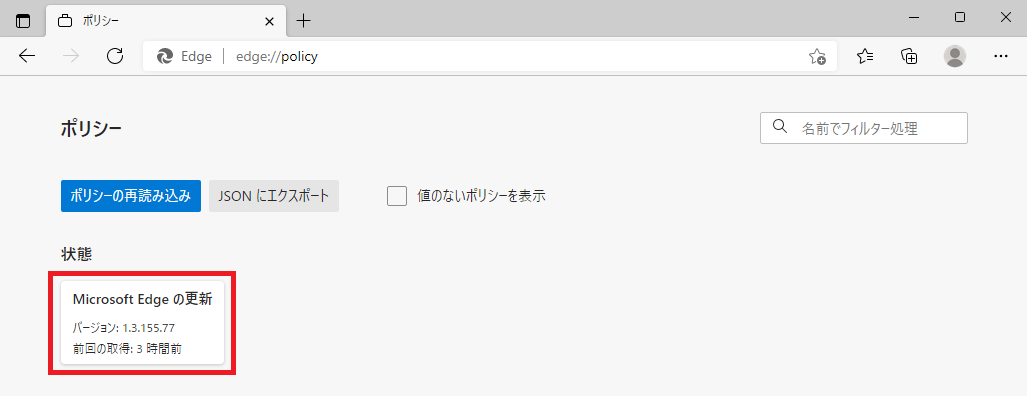 ポリシー
Edge edge://policy
ポリシー
名前でフィルター処理
ポリシーの再読み込み JSON にエクスポート 値のないポリシーを表示
状態
Microsoft Edge の更新
バージョン: 1.3.155.77
前回の取得: 3 時間前